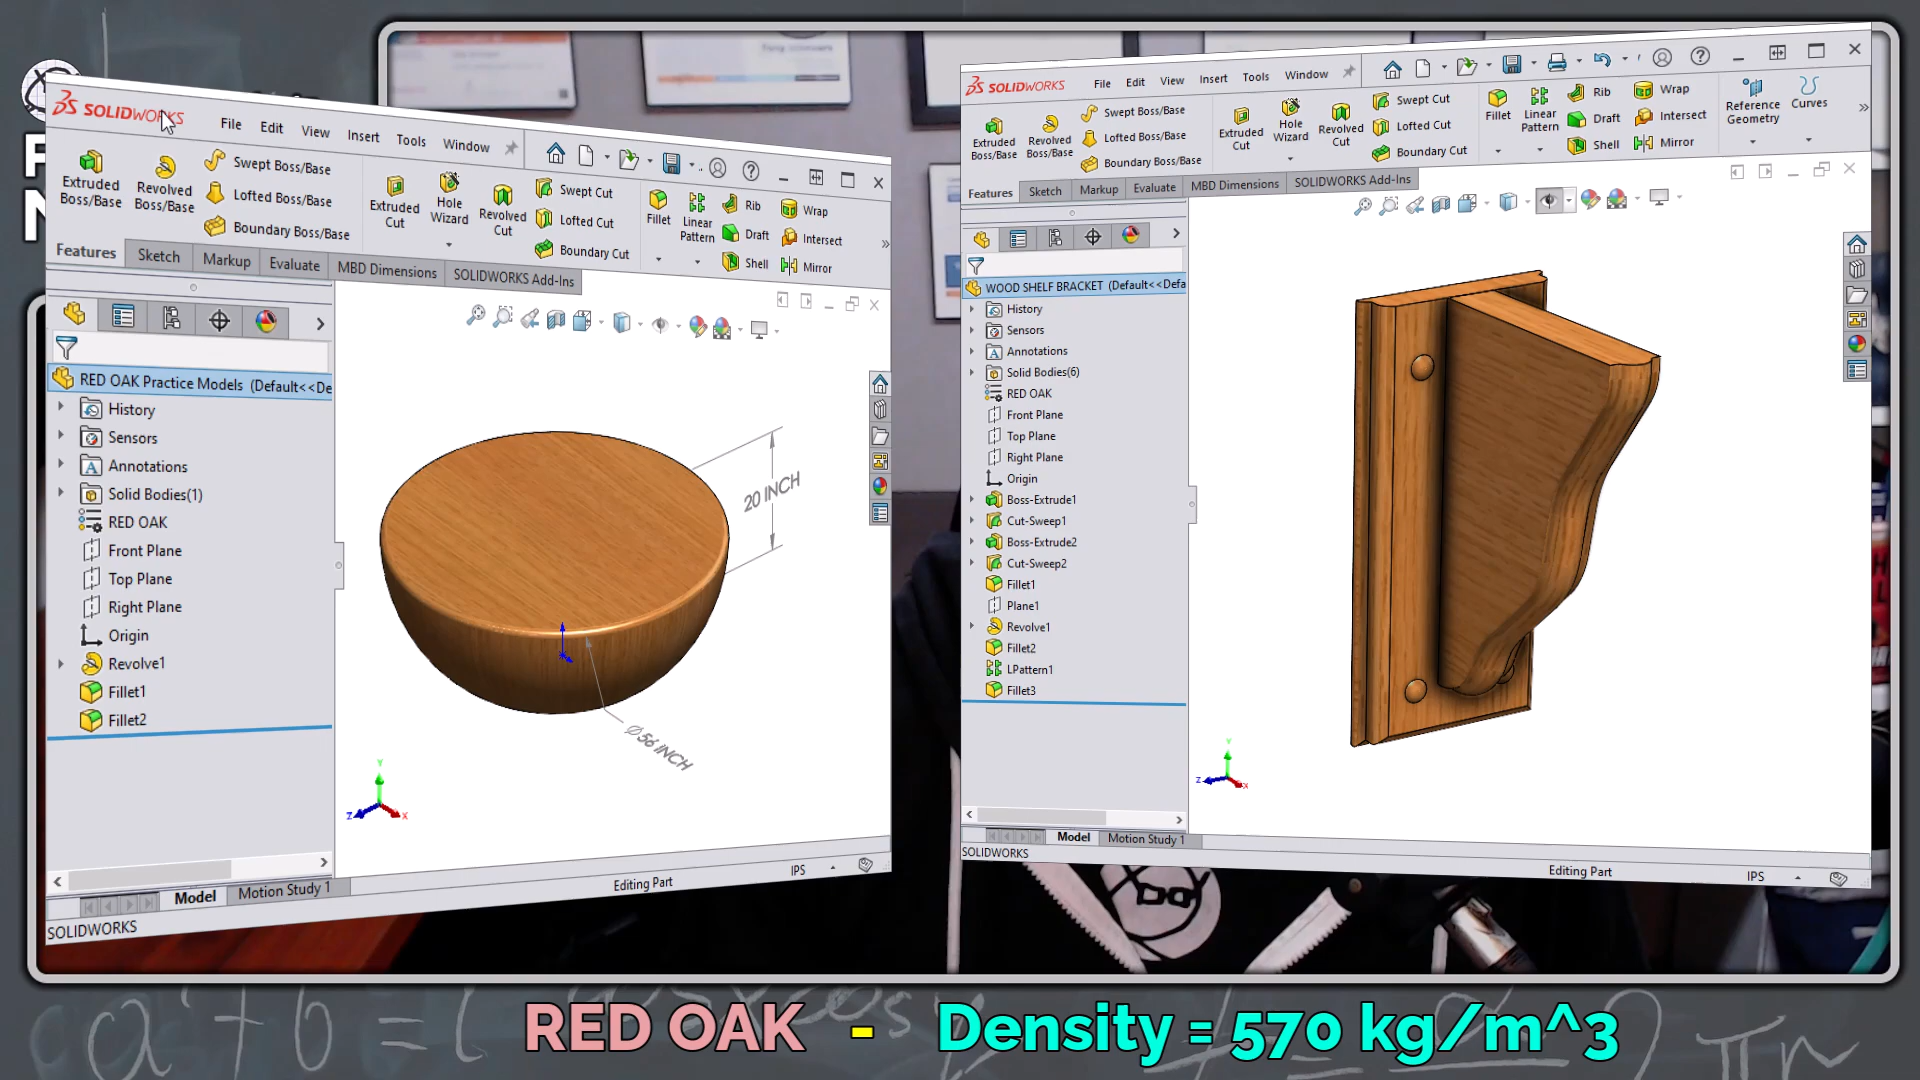 SOLIDWORKS
File Edit View Insert Tools Window
Extruded Boss/Base
Revolved Boss/Base
Swept Boss/Base
Lofted Boss/Base
Boundary Boss/Base
Extruded Cut
Hole Wizard
Revolved Cut
Swept Cut
Lofted Cut
Boundary Cut
Fillet
Linear Pattern
Rib
Draft
Shell
Wrap
Intersect
Mirror
Features Sketch Markup Evaluate MBD Dimensions SOLIDWORKS Add-Ins
RED OAK Practice Models (Default<<De
History
Sensors
Annotations
Solid Bodies(1)
RED OAK
Front Plane
Top Plane
Right Plane
Origin
Revolve1
Fillet1
Fillet2
20 INCH
Ø56 INCH
Y
Z
X
Model Motion Study 1
SOLIDWORKS
Editing Part
IPS
SOLIDWORKS
File Edit View Insert Tools Window
Extruded Boss/Base
Revolved Boss/Base
Swept Boss/Base
Lofted Boss/Base
Boundary Boss/Base
Extruded Cut
Hole Wizard
Revolved Cut
Swept Cut
Lofted Cut
Boundary Cut
Fillet
Linear Pattern
Rib
Draft
Shell
Wrap
Intersect
Mirror
Reference Geometry
Curves
Features Sketch Markup Evaluate MBD Dimensions SOLIDWORKS Add-Ins
WOOD SHELF BRACKET (Default<<Defa
History
Sensors
Annotations
Solid Bodies(6)
RED OAK
Front Plane
Top Plane
Right Plane
Origin
Boss-Extrude1
Cut-Sweep1
Boss-Extrude2
Cut-Sweep2
Fillet1
Plane1
Revolve1
Fillet2
LPattern1
Fillet3
Y
Z
X
Model Motion Study 1
SOLIDWORKS
Editing Part
IPS
RED OAK - Density = 570 kg/m^3